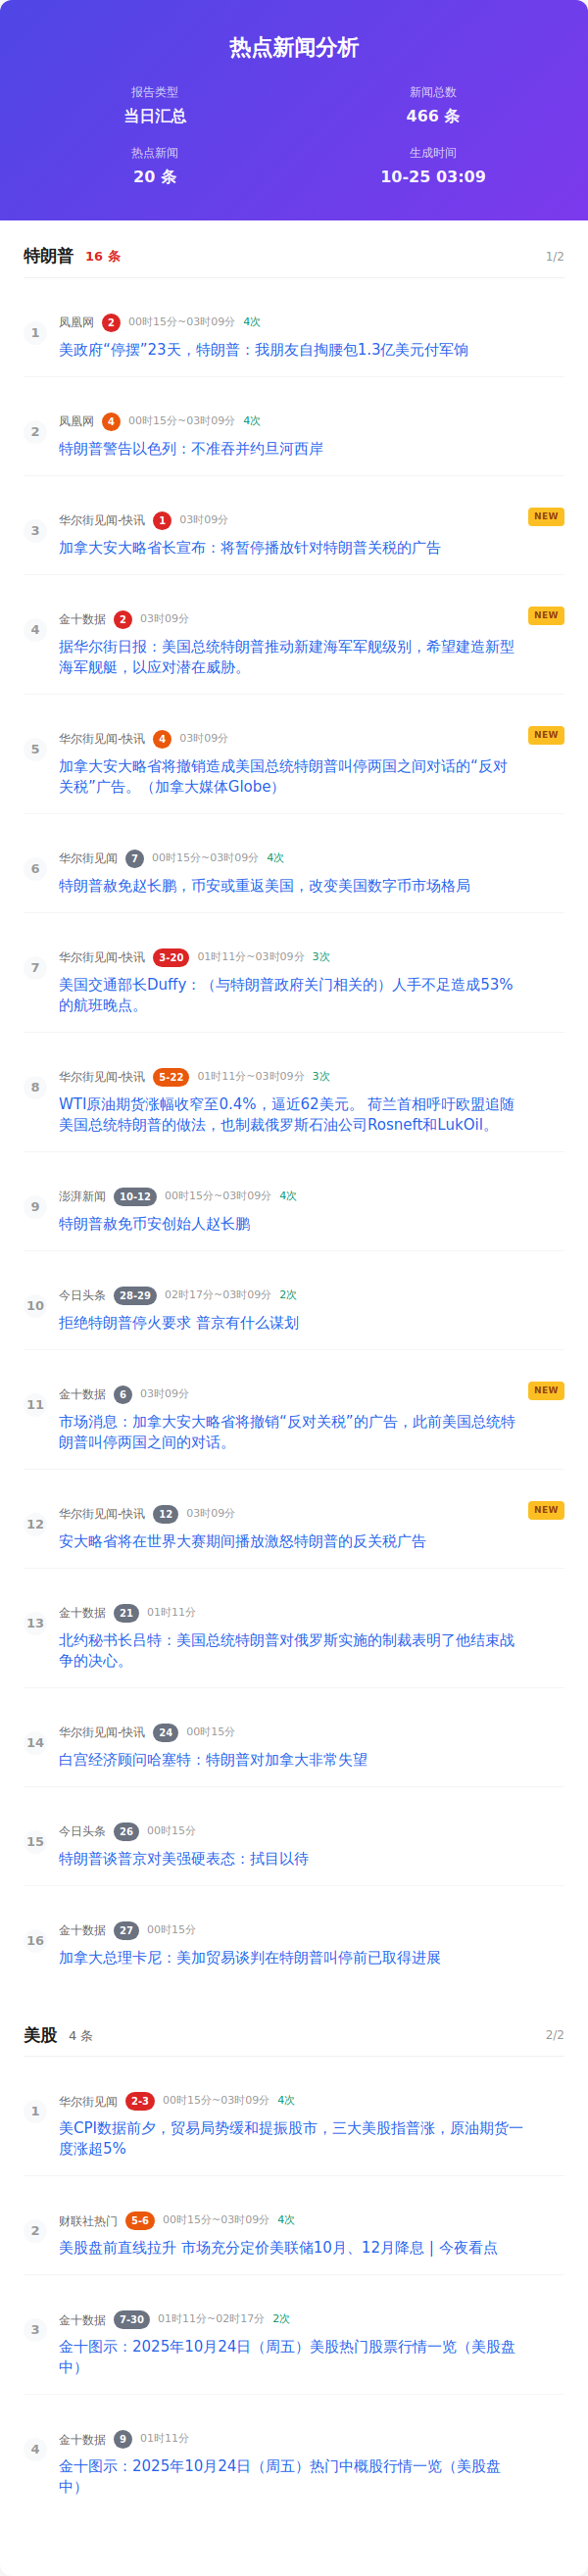 热点新闻分析
报告类型
新闻总数
当日汇总
466 条
热点新闻
生成时间
20 条
10-25 03:09
特朗普 16 条 1/2
1 凤凰网 2 00时15分~03时09分 4次
美政府“停摆”23天，特朗普：我朋友自掏腰包1.3亿美元付军饷
2 凤凰网 4 00时15分~03时09分 4次
特朗普警告以色列：不准吞并约旦河西岸
3 华尔街见闻-快讯 1 03时09分 NEW
加拿大安大略省长宣布：将暂停播放针对特朗普关税的广告
4 金十数据 2 03时09分 NEW
据华尔街日报：美国总统特朗普推动新建海军军舰级别，希望建造新型
海军舰艇，以应对潜在威胁。
5 华尔街见闻-快讯 4 03时09分 NEW
加拿大安大略省将撤销造成美国总统特朗普叫停两国之间对话的“反对
关税”广告。（加拿大媒体Globe）
6 华尔街见闻 7 00时15分~03时09分 4次
特朗普赦免赵长鹏，币安或重返美国，改变美国数字币市场格局
7 华尔街见闻-快讯 3-20 01时11分~03时09分 3次
美国交通部长Duffy：（与特朗普政府关门相关的）人手不足造成53%
的航班晚点。
8 华尔街见闻-快讯 5-22 01时11分~03时09分 3次
WTI原油期货涨幅收窄至0.4%，逼近62美元。 荷兰首相呼吁欧盟追随
美国总统特朗普的做法，也制裁俄罗斯石油公司Rosneft和LukOil。
9 澎湃新闻 10-12 00时15分~03时09分 4次
特朗普赦免币安创始人赵长鹏
10 今日头条 28-29 02时17分~03时09分 2次
拒绝特朗普停火要求 普京有什么谋划
11 金十数据 6 03时09分 NEW
市场消息：加拿大安大略省将撤销“反对关税”的广告，此前美国总统特
朗普叫停两国之间的对话。
12 华尔街见闻-快讯 12 03时09分 NEW
安大略省将在世界大赛期间播放激怒特朗普的反关税广告
13 金十数据 21 01时11分
北约秘书长吕特：美国总统特朗普对俄罗斯实施的制裁表明了他结束战
争的决心。
14 华尔街见闻-快讯 24 00时15分
白宫经济顾问哈塞特：特朗普对加拿大非常失望
15 今日头条 26 00时15分
特朗普谈普京对美强硬表态：拭目以待
16 金十数据 27 00时15分
加拿大总理卡尼：美加贸易谈判在特朗普叫停前已取得进展
美股 4 条 2/2
1 华尔街见闻 2-3 00时15分~03时09分 4次
美CPI数据前夕，贸易局势缓和提振股市，三大美股指普涨，原油期货一
度涨超5%
2 财联社热门 5-6 00时15分~03时09分 4次
美股盘前直线拉升 市场充分定价美联储10月、12月降息 | 今夜看点
3 金十数据 7-30 01时11分~02时17分 2次
金十图示：2025年10月24日（周五）美股热门股票行情一览（美股盘
中）
4 金十数据 9 01时11分
金十图示：2025年10月24日（周五）热门中概股行情一览（美股盘
中）